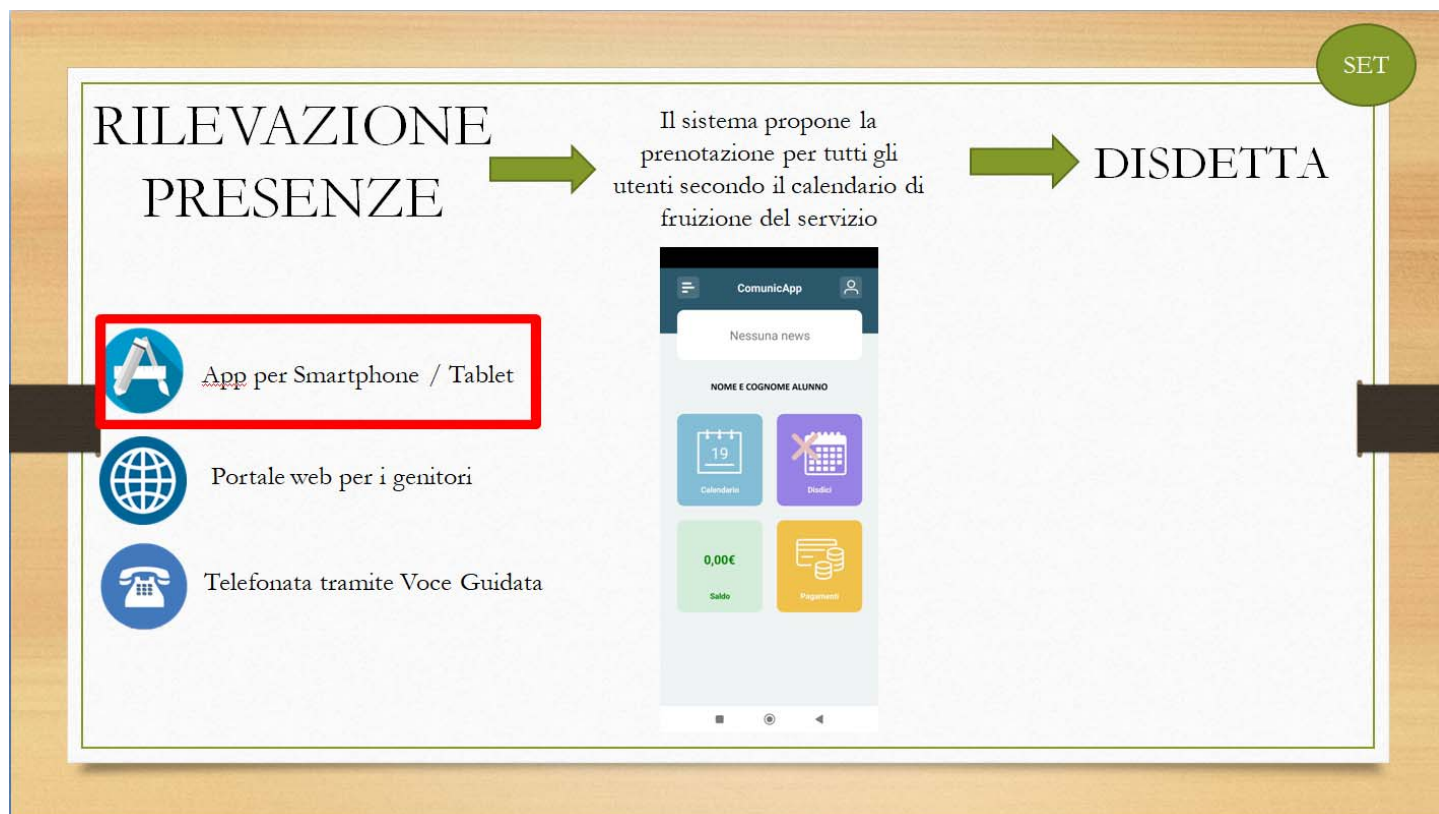 SET
RILEVAZIONE
PRESENZE
Il sistema propone la
prenotazione per tutti gli
utenti secondo il calendario di
fruizione del servizio
DISDETTA
App per Smartphone / Tablet
Portale web per i genitori
Telefonata tramite Voce Guidata
ComunicApp
Nessuna news
NOME E COGNOME ALUNNO
19
Calendario
Disdici
0,00€
Saldo
Pagamenti